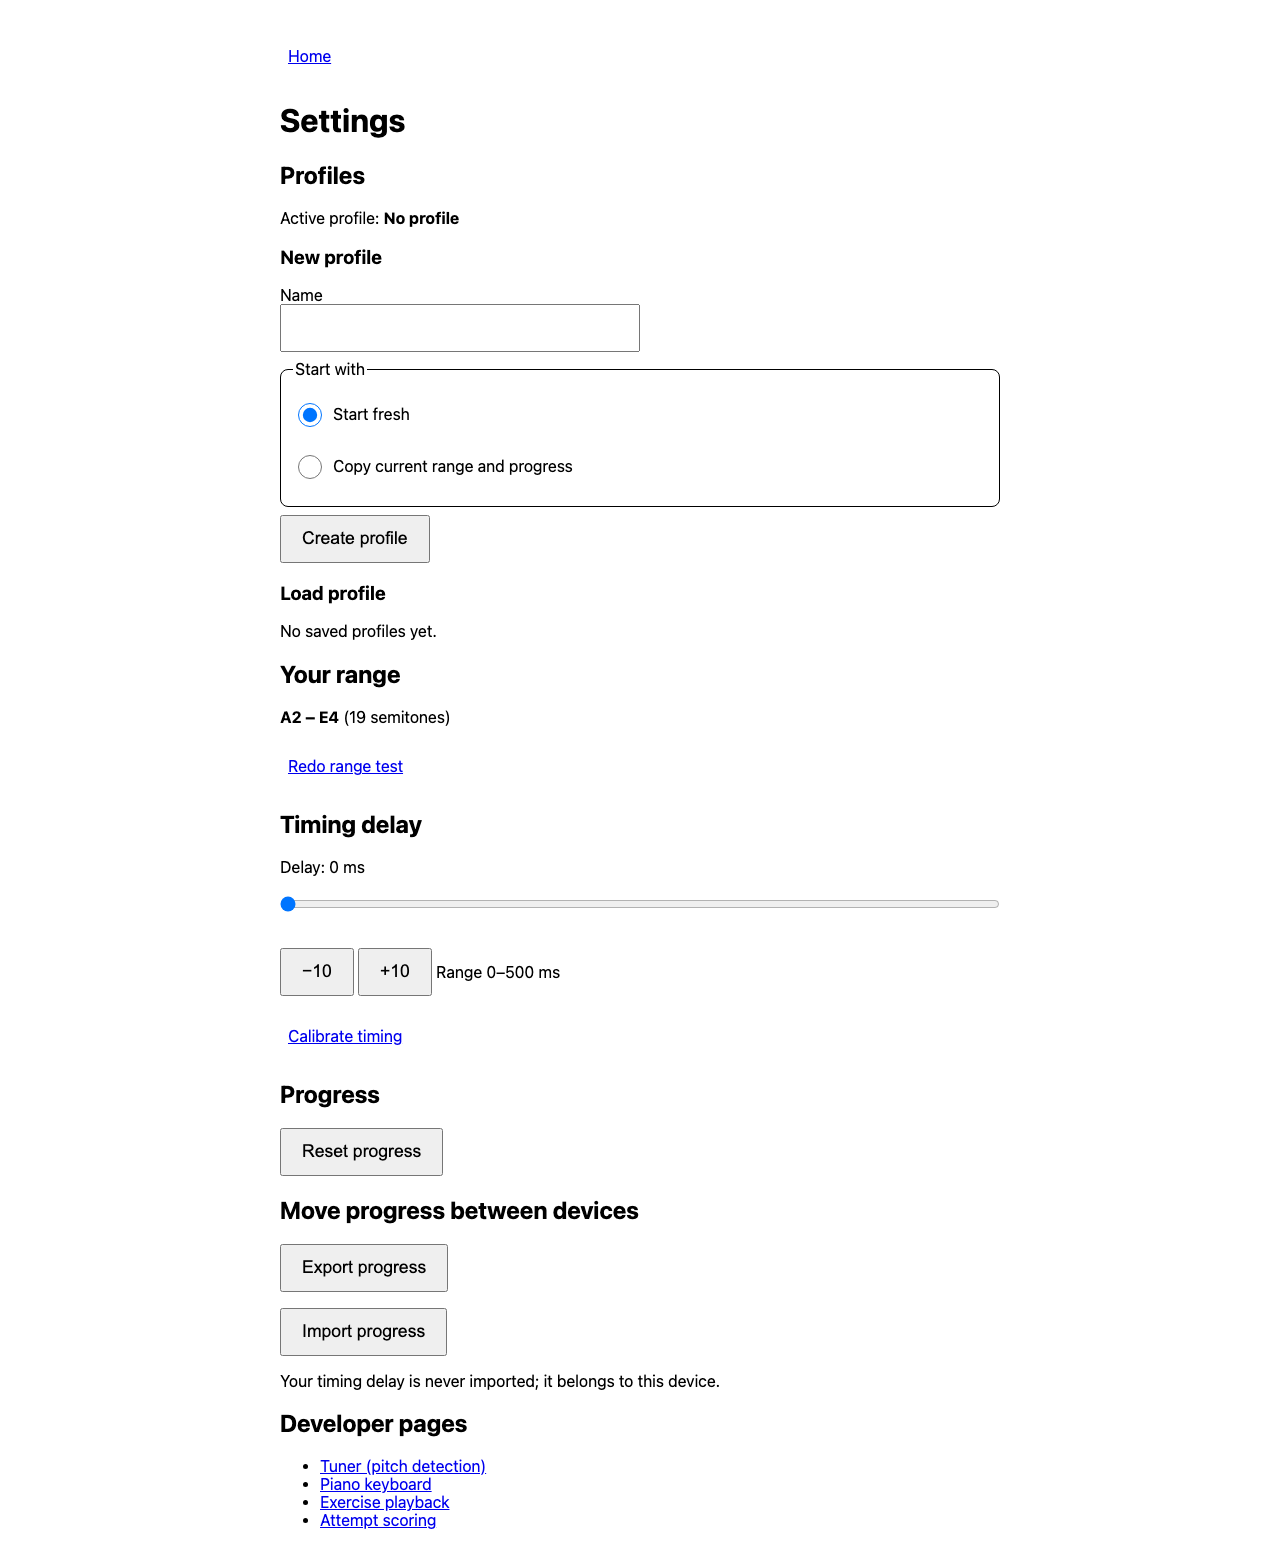 Home
Settings
Profiles
Active profile: No profile
New profile
Name
Start with
Start fresh
Copy current range and progress
Create profile
Load profile
No saved profiles yet.
Your range
A2 – E4 (19 semitones)
Redo range test
Timing delay
Delay: 0 ms
−10 +10 Range 0–500 ms
Calibrate timing
Progress
Reset progress
Move progress between devices
Export progress
Import progress
Your timing delay is never imported; it belongs to this device.
Developer pages
Tuner (pitch detection)
Piano keyboard
Exercise playback
Attempt scoring